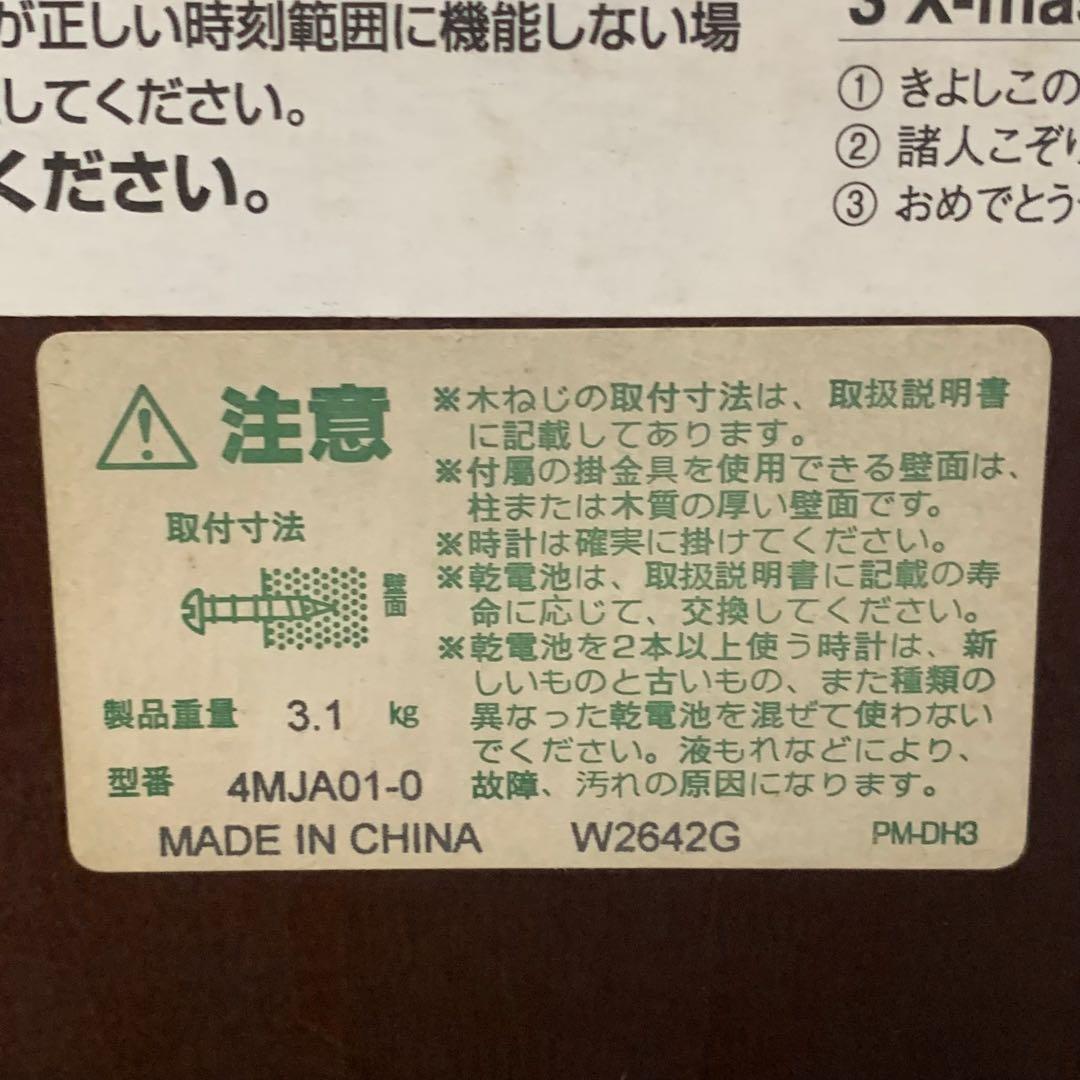 が正しい時刻範囲に機能しない場
してください。
ください。
3 X-mas
① きよしこの
② 諸人こぞり
③ おめでとう
注意
取付寸法
壁面
製品重量 3.1 kg
型番 4MJA01-0
※木ねじの取付寸法は、取扱説明書
に記載してあります。
※付属の掛金具を使用できる壁面は、
柱または木質の厚い壁面です。
※時計は確実に掛けてください。
※乾電池は、取扱説明書に記載の寿
命に応じて、交換してください。
※乾電池を2本以上使う時計は、新
しいものと古いもの、また種類の
異なった乾電池を混ぜて使わない
でください。液もれなどにより、
故障、汚れの原因になります。
MADE IN CHINA W2642G PM-DH3